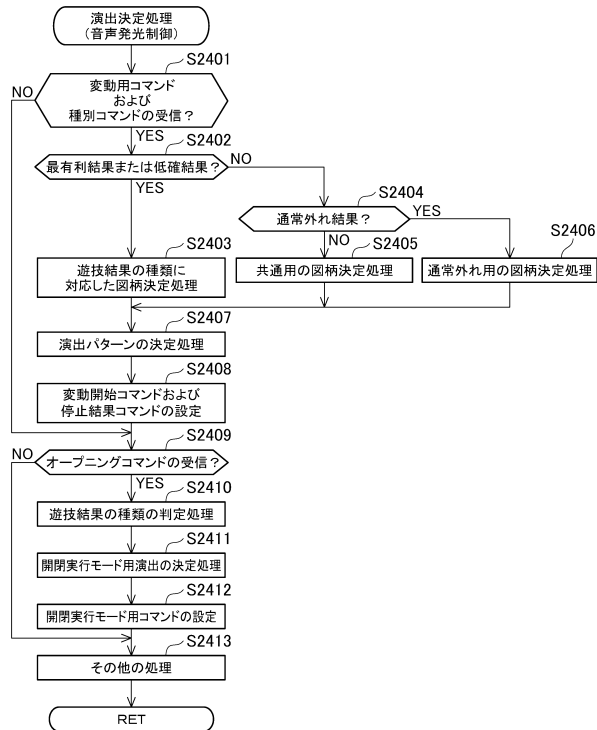 演出決定処理
(音声発光制御)
S2401
NO
変動用コマンド
および
種別コマンドの受信?
YES
S2402
最有利結果または低確結果?
NO
YES
S2404
通常外れ結果?
YES
NO
S2403
遊技結果の種類に
対応した図柄決定処理
S2405
共通用の図柄決定処理
S2406
通常外れ用の図柄決定処理
S2407
演出パターンの決定処理
S2408
変動開始コマンドおよび
停止結果コマンドの設定
S2409
NO
オープニングコマンドの受信?
YES
S2410
遊技結果の種類の判定処理
S2411
開閉実行モード用演出の決定処理
S2412
開閉実行モード用コマンドの設定
S2413
その他の処理
RET